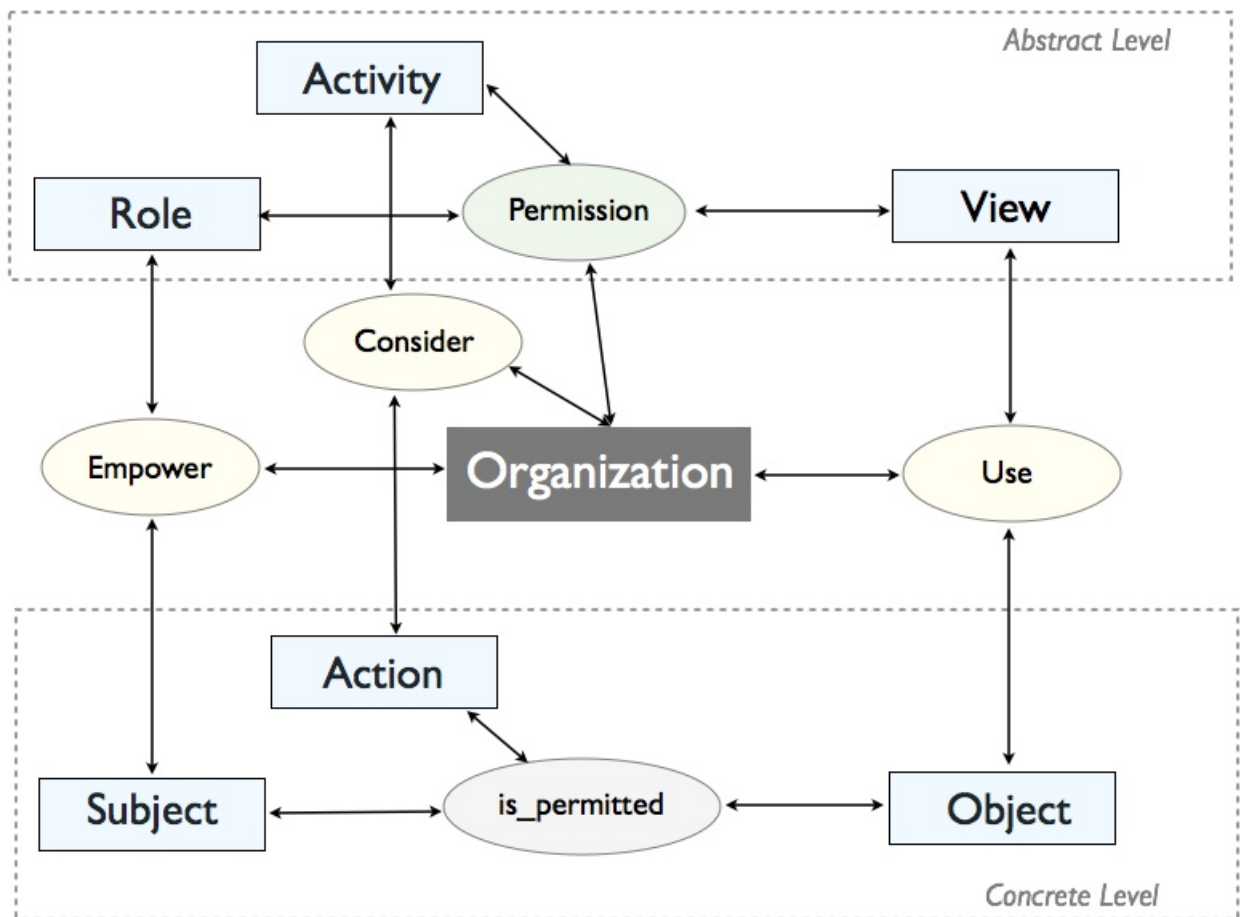 Abstract Level
Activity
Role
Permission
View
Consider
Empower
Organization
Use
Action
Subject
is_permitted
Object
Concrete Level